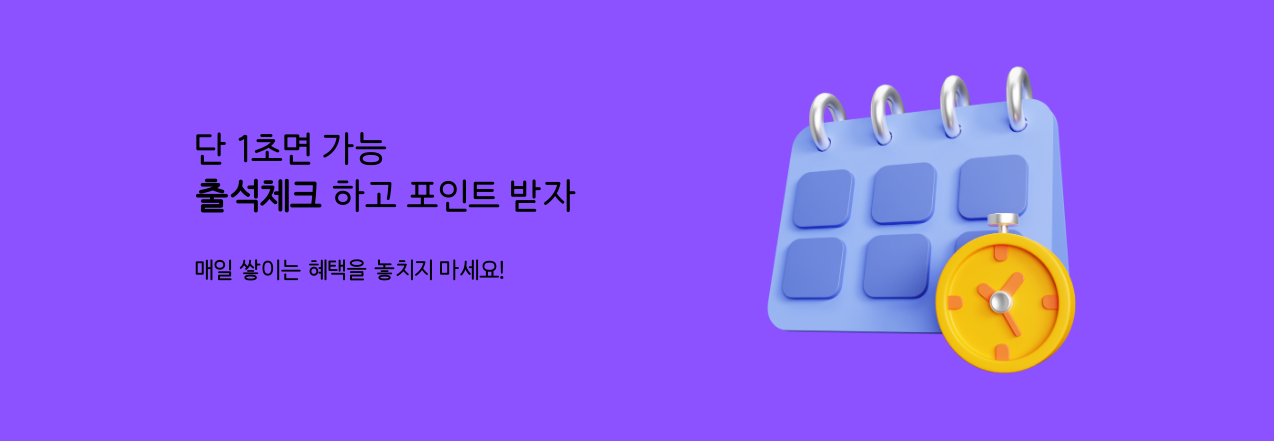 단 1초면 가능
출석체크 하고 포인트 받자
매일 쌓이는 혜택을 놓치지 마세요!